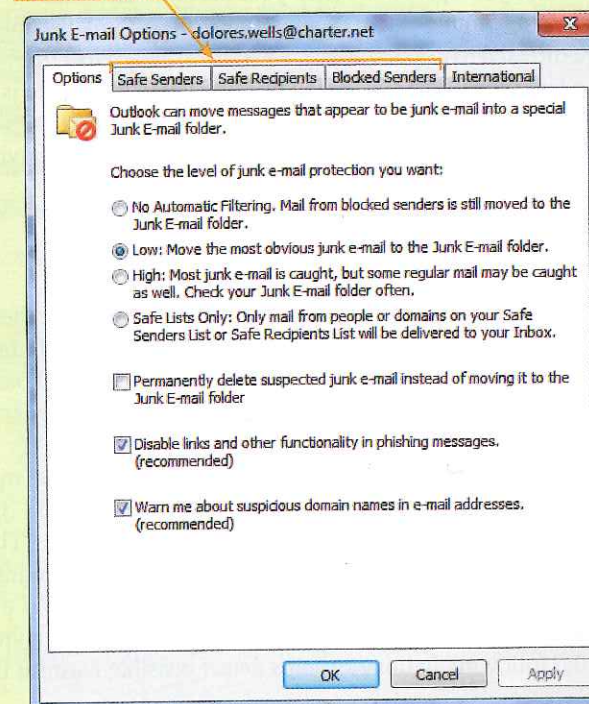 Junk E-mail Options - dolores.wells@charter.net
Options Safe Senders Safe Recipients Blocked Senders International
Outlook can move messages that appear to be junk e-mail into a special
Junk E-mail folder.
Choose the level of junk e-mail protection you want:
No Automatic Filtering. Mail from blocked senders is still moved to the
Junk E-mail folder.
Low: Move the most obvious junk e-mail to the Junk E-mail folder.
High: Most junk e-mail is caught, but some regular mail may be caught
as well. Check your Junk E-mail folder often.
Safe Lists Only: Only mail from people or domains on your Safe
Senders List or Safe Recipients List will be delivered to your Inbox.
Permanently delete suspected junk e-mail instead of moving it to the
Junk E-mail folder
Disable links and other functionality in phishing messages.
(recommended)
Warn me about suspicious domain names in e-mail addresses.
(recommended)
OK Cancel Apply